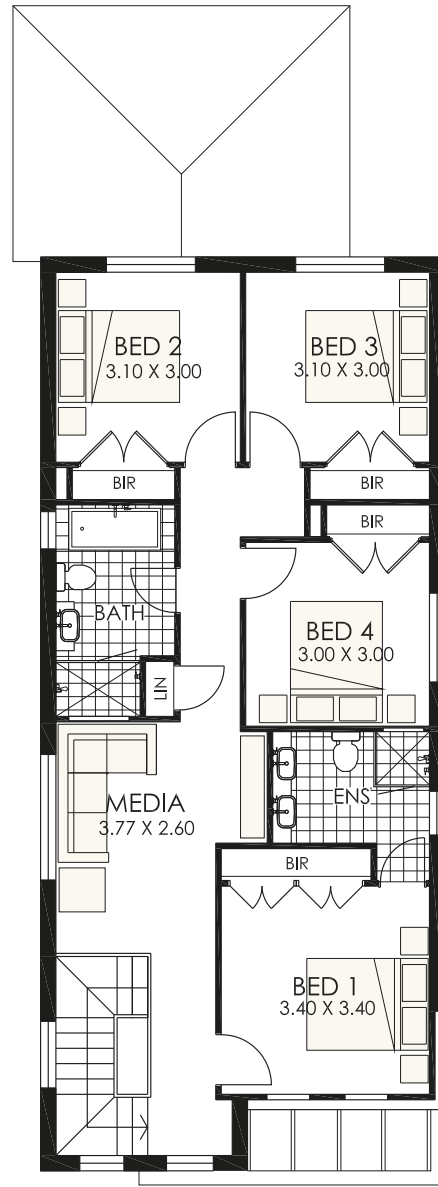 BED 2
3.10 X 3.00
BED 3
3.10 X 3.00
BIR
BIR
BIR
BATH
BED 4
3.00 X 3.00
LIN
MEDIA
3.77 X 2.60
ENS
BIR
BED 1
3.40 X 3.40